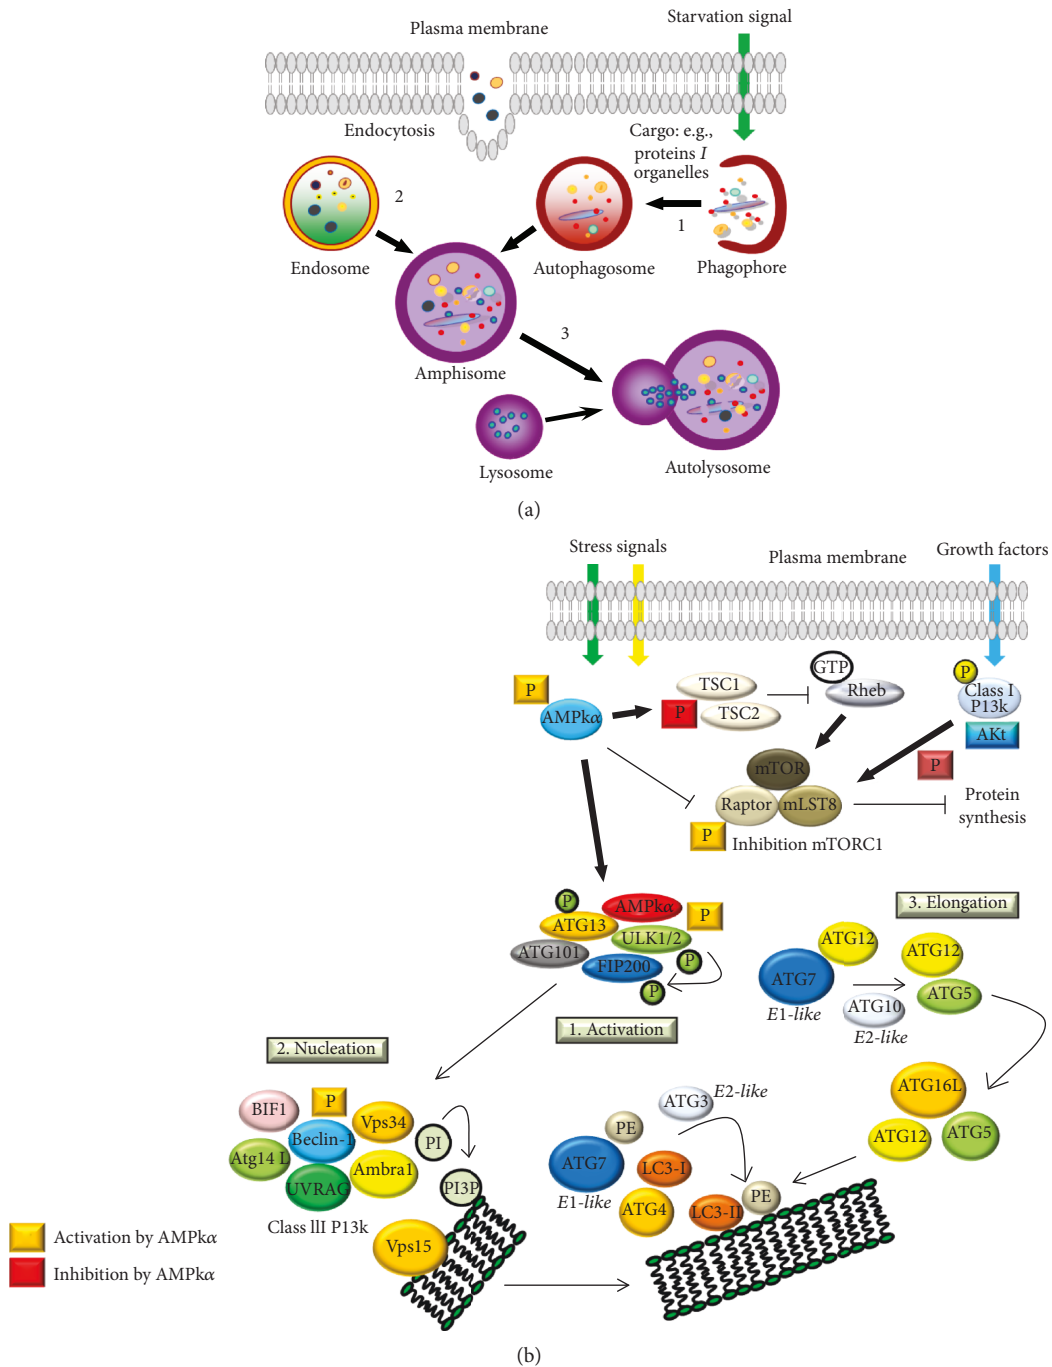 Starvation signal
Plasma membrane
Endocytosis
Cargo: e.g.,
proteins I
organelles
2
1
Endosome
Autophagosome
Phagophore
3
Amphisome
Lysosome
Autolysosome
(a)
Stress signals
Plasma membrane
Growth factors
P
AMPkα
P
TSC1
TSC2
GTP
Rheb
P
Class I
P13k
AKt
P
mTOR
Raptor
mLST8
P
Inhibition mTORC1
Protein
synthesis
P
AMPkα
P
ATG13
ULK1/2
ATG101
FIP200
P
P
1. Activation
3. Elongation
ATG12
ATG7
E1-like
ATG10
E2-like
ATG12
ATG5
2. Nucleation
BIF1
P
Vps34
Beclin-1
Atg14 L
Ambra1
UVRAG
Class lII P13k
PI
PI3P
Vps15
ATG3
E2-like
PE
ATG7
E1-like
LC3-I
ATG4
LC3-II
PE
ATG16L
ATG12
ATG5
Activation by AMPkα
Inhibition by AMPkα
(b)